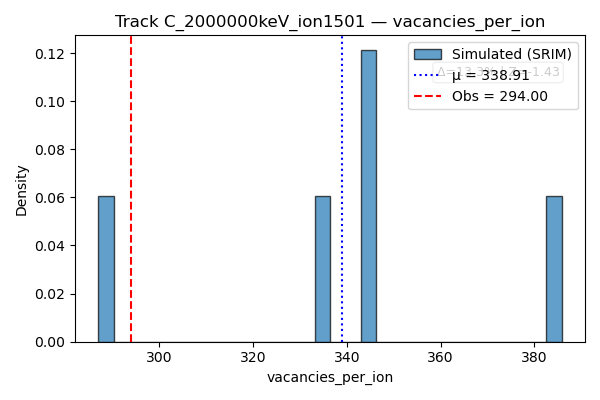 Track C_2000000keV_ion1501 — vacancies_per_ion
Simulated (SRIM)
μ = 338.91
Obs = 294.00
Density
0.12
0.10
0.08
0.06
0.04
0.02
0.00
300
320
340
360
380
vacancies_per_ion